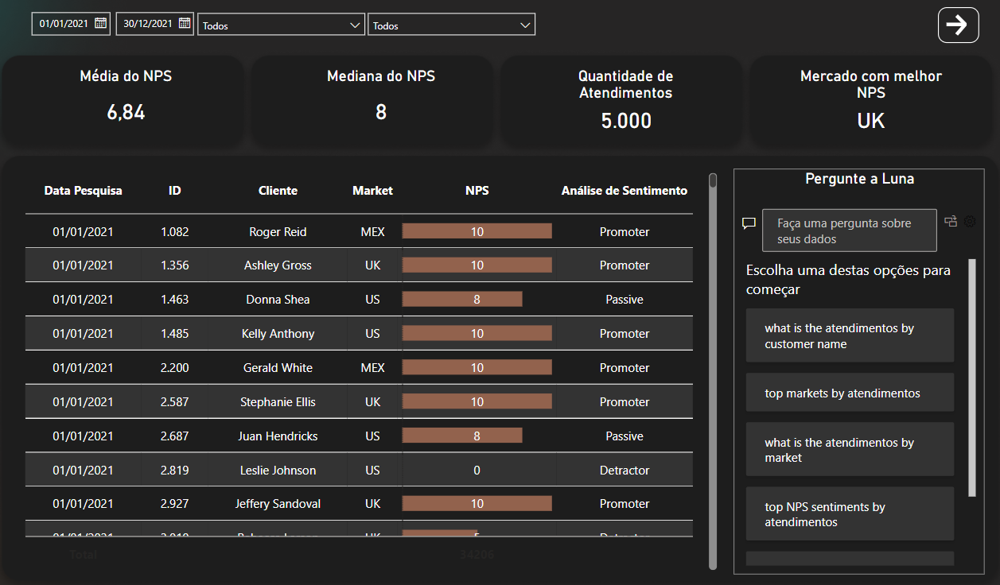 01/01/2021 30/12/2021 Todos Todos
Média do NPS
6,84
Mediana do NPS
8
Quantidade de
Atendimentos
5.000
Mercado com melhor
NPS
UK
Data Pesquisa ID Cliente Market NPS Análise de Sentimento
01/01/2021 1.082 Roger Reid MEX 10 Promoter
01/01/2021 1.356 Ashley Gross UK 10 Promoter
01/01/2021 1.463 Donna Shea US 8 Passive
01/01/2021 1.485 Kelly Anthony US 10 Promoter
01/01/2021 2.200 Gerald White MEX 10 Promoter
01/01/2021 2.587 Stephanie Ellis UK 10 Promoter
01/01/2021 2.687 Juan Hendricks US 8 Passive
01/01/2021 2.819 Leslie Johnson US 0 Detractor
01/01/2021 2.927 Jeffery Sandoval UK 10 Promoter
01/01/2021 UK 5 Detractor
Total 34206
Pergunte a Luna
Faça uma pergunta sobre
seus dados
Escolha uma destas opções para
começar
what is the atendimentos by
customer name
top markets by atendimentos
what is the atendimentos by
market
top NPS sentiments by
atendimentos